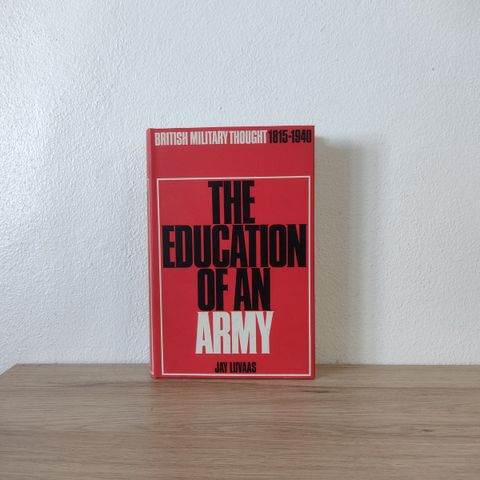 BRITISH MILITARY THOUGHT 1815-1940
THE
EDUCATION
OF AN
ARMY
JAY LUVAAS